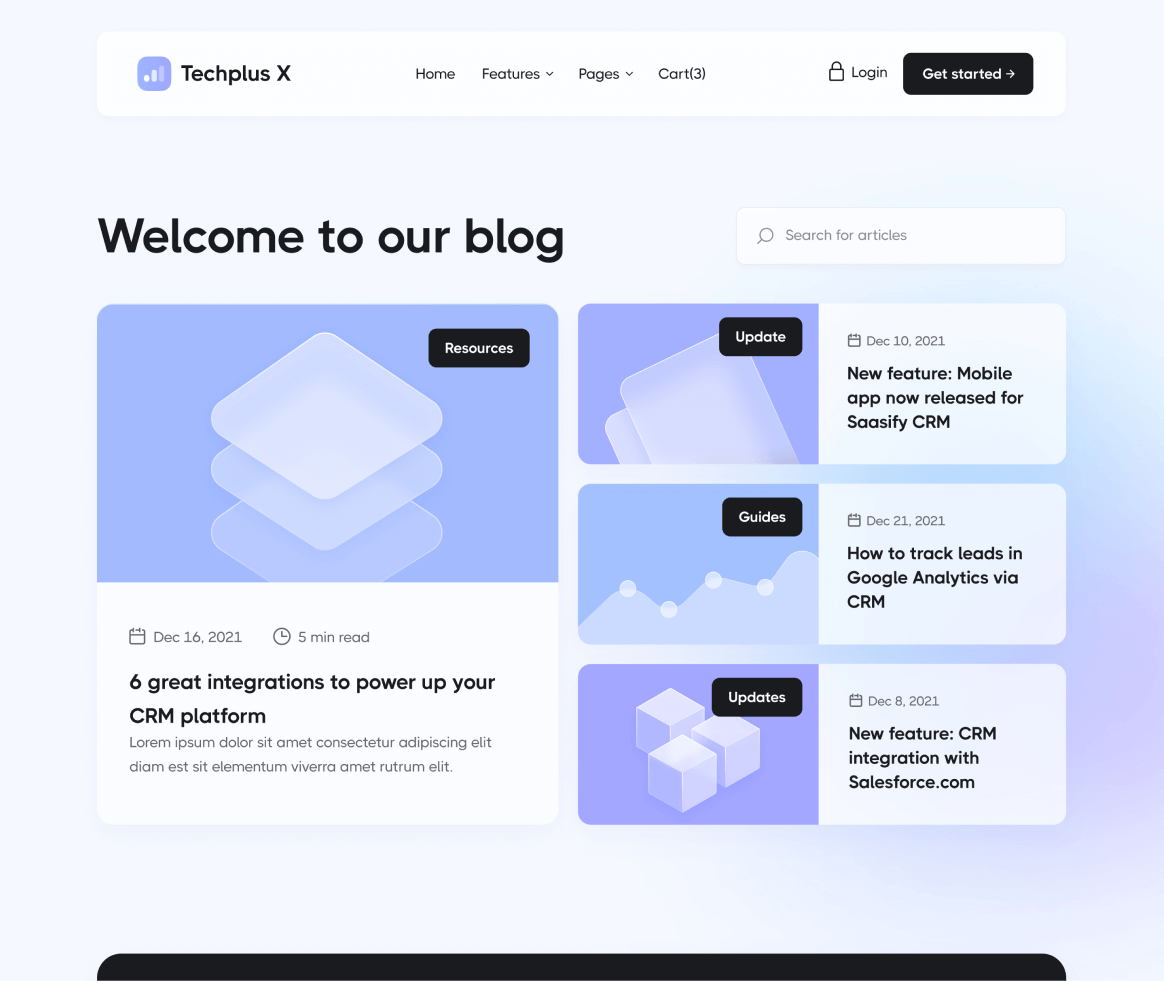 Techplus X
Home Features Pages Cart(3)
Login
Get started →
Welcome to our blog
Search for articles
Resources
Dec 16, 2021 5 min read
6 great integrations to power up your
CRM platform
Lorem ipsum dolor sit amet consectetur adipiscing elit
diam est sit elementum viverra amet rutrum elit.
Update
Dec 10, 2021
New feature: Mobile
app now released for
Saasify CRM
Guides
Dec 21, 2021
How to track leads in
Google Analytics via
CRM
Updates
Dec 8, 2021
New feature: CRM
integration with
Salesforce.com